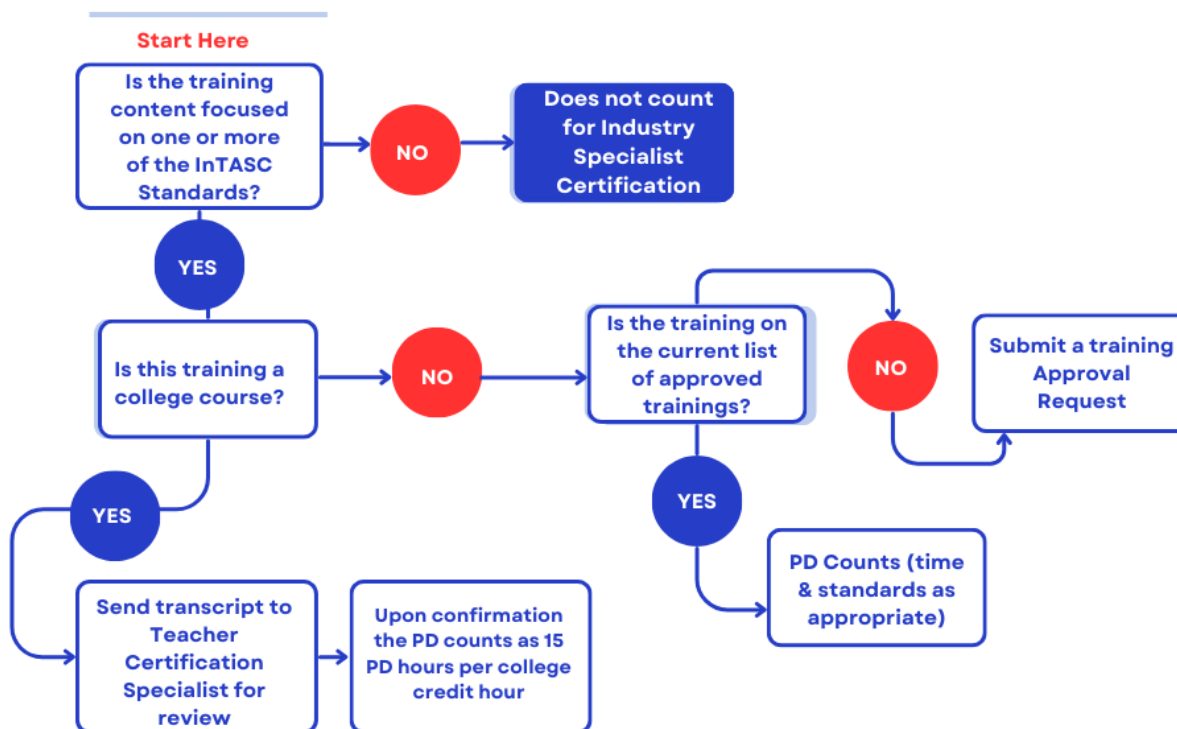 Start Here
Is the training
content focused
on one or more
of the InTASC
Standards?
NO
Does not count
for Industry
Specialist
Certification
YES
Is this training a
college course?
NO
Is the training on
the current list
of approved
trainings?
NO
Submit a training
Approval
Request
YES
YES
PD Counts (time
& standards as
appropriate)
Send transcript to
Teacher
Certification
Specialist for
review
Upon confirmation
the PD counts as 15
PD hours per college
credit hour